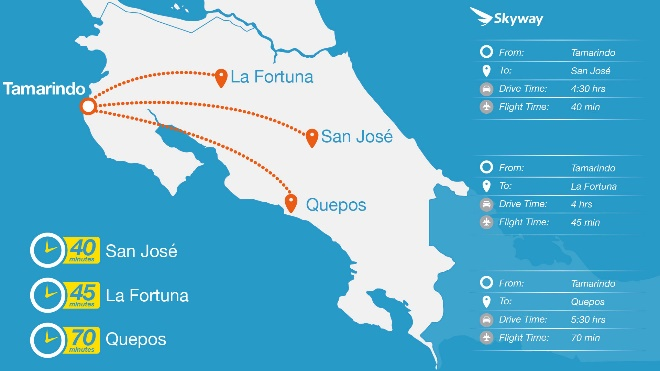 Skyway
From: Tamarindo
To: San José
Drive Time: 4:30 hrs
Flight Time: 40 min
From: Tamarindo
To: La Fortuna
Drive Time: 4 hrs
Flight Time: 45 min
From: Tamarindo
To: Quepos
Drive Time: 5:30 hrs
Flight Time: 70 min
Tamarindo
La Fortuna
San José
Quepos
40 minutes San José
45 minutes La Fortuna
70 minutes Quepos